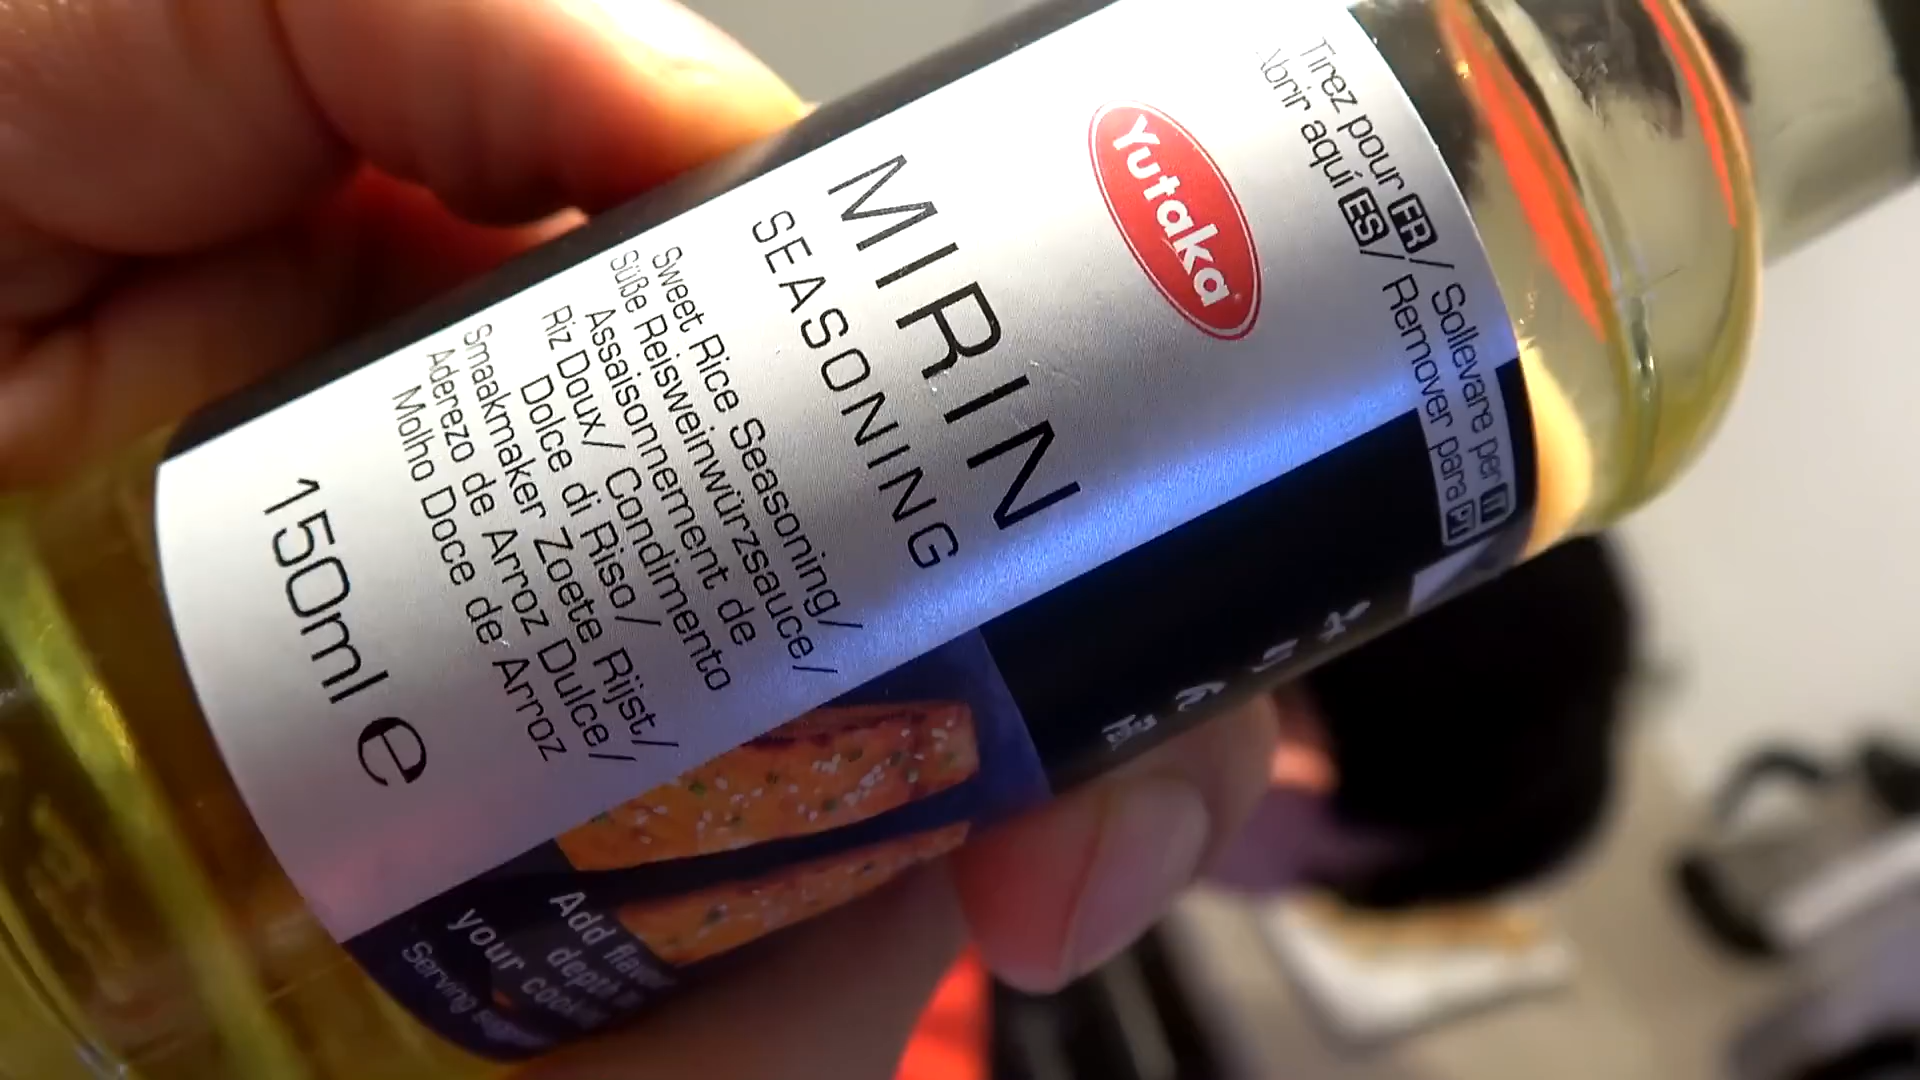 Tirez pour FR/ Sollevare per IT
Abrir aquí ES/ Remover para PT
Yutaka
MIRIN
SEASONING
Sweet Rice Seasoning/
Süße Reisweinwürzsauce/
Assaisonnement de
Riz Doux/ Condimento
Dolce di Riso/
Smaakmaker Zoete Rijst/
Aderezo de Arroz Dulce/
Molho Doce de Arroz
150ml e
Add
depth
your
Serving